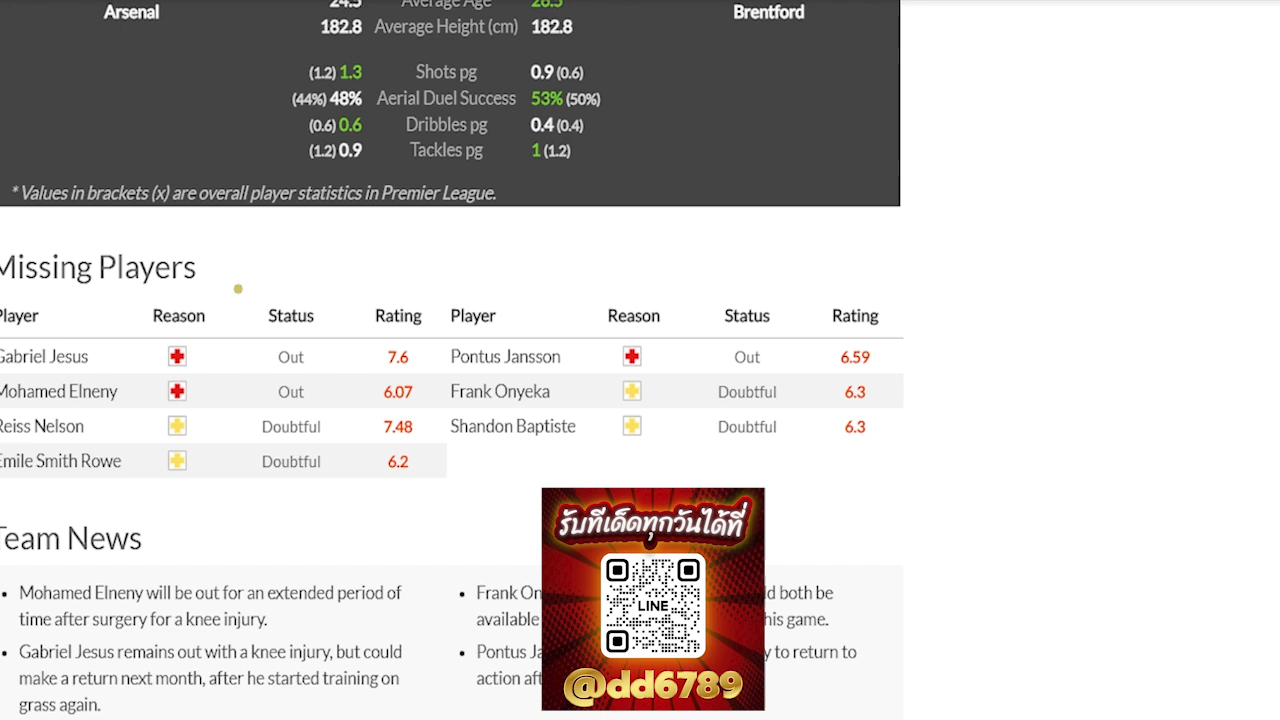 Arsenal
24.5 Average Age 26.5
Brentford
182.8 Average Height (cm) 182.8
(1.2) 1.3 Shots pg 0.9 (0.6)
(44%) 48% Aerial Duel Success 53% (50%)
(0.6) 0.6 Dribbles pg 0.4 (0.4)
(1.2) 0.9 Tackles pg 1 (1.2)
* Values in brackets (x) are overall player statistics in Premier League.
Missing Players
Player Reason Status Rating Player Reason Status Rating
Gabriel Jesus Out 7.6 Pontus Jansson Out 6.59
Mohamed Elneny Out 6.07 Frank Onyeka Doubtful 6.3
Reiss Nelson Doubtful 7.48 Shandon Baptiste Doubtful 6.3
Emile Smith Rowe Doubtful 6.2
Team News
• Mohamed Elneny will be out for an extended period of
time after surgery for a knee injury.
• Gabriel Jesus remains out with a knee injury, but could
make a return next month, after he started training on
grass again.
• Frank On d both be
available his game.
• Pontus Ja y to return to
action aft
รับทีเด็ดทุกวันได้ที่
LINE
@dd6789